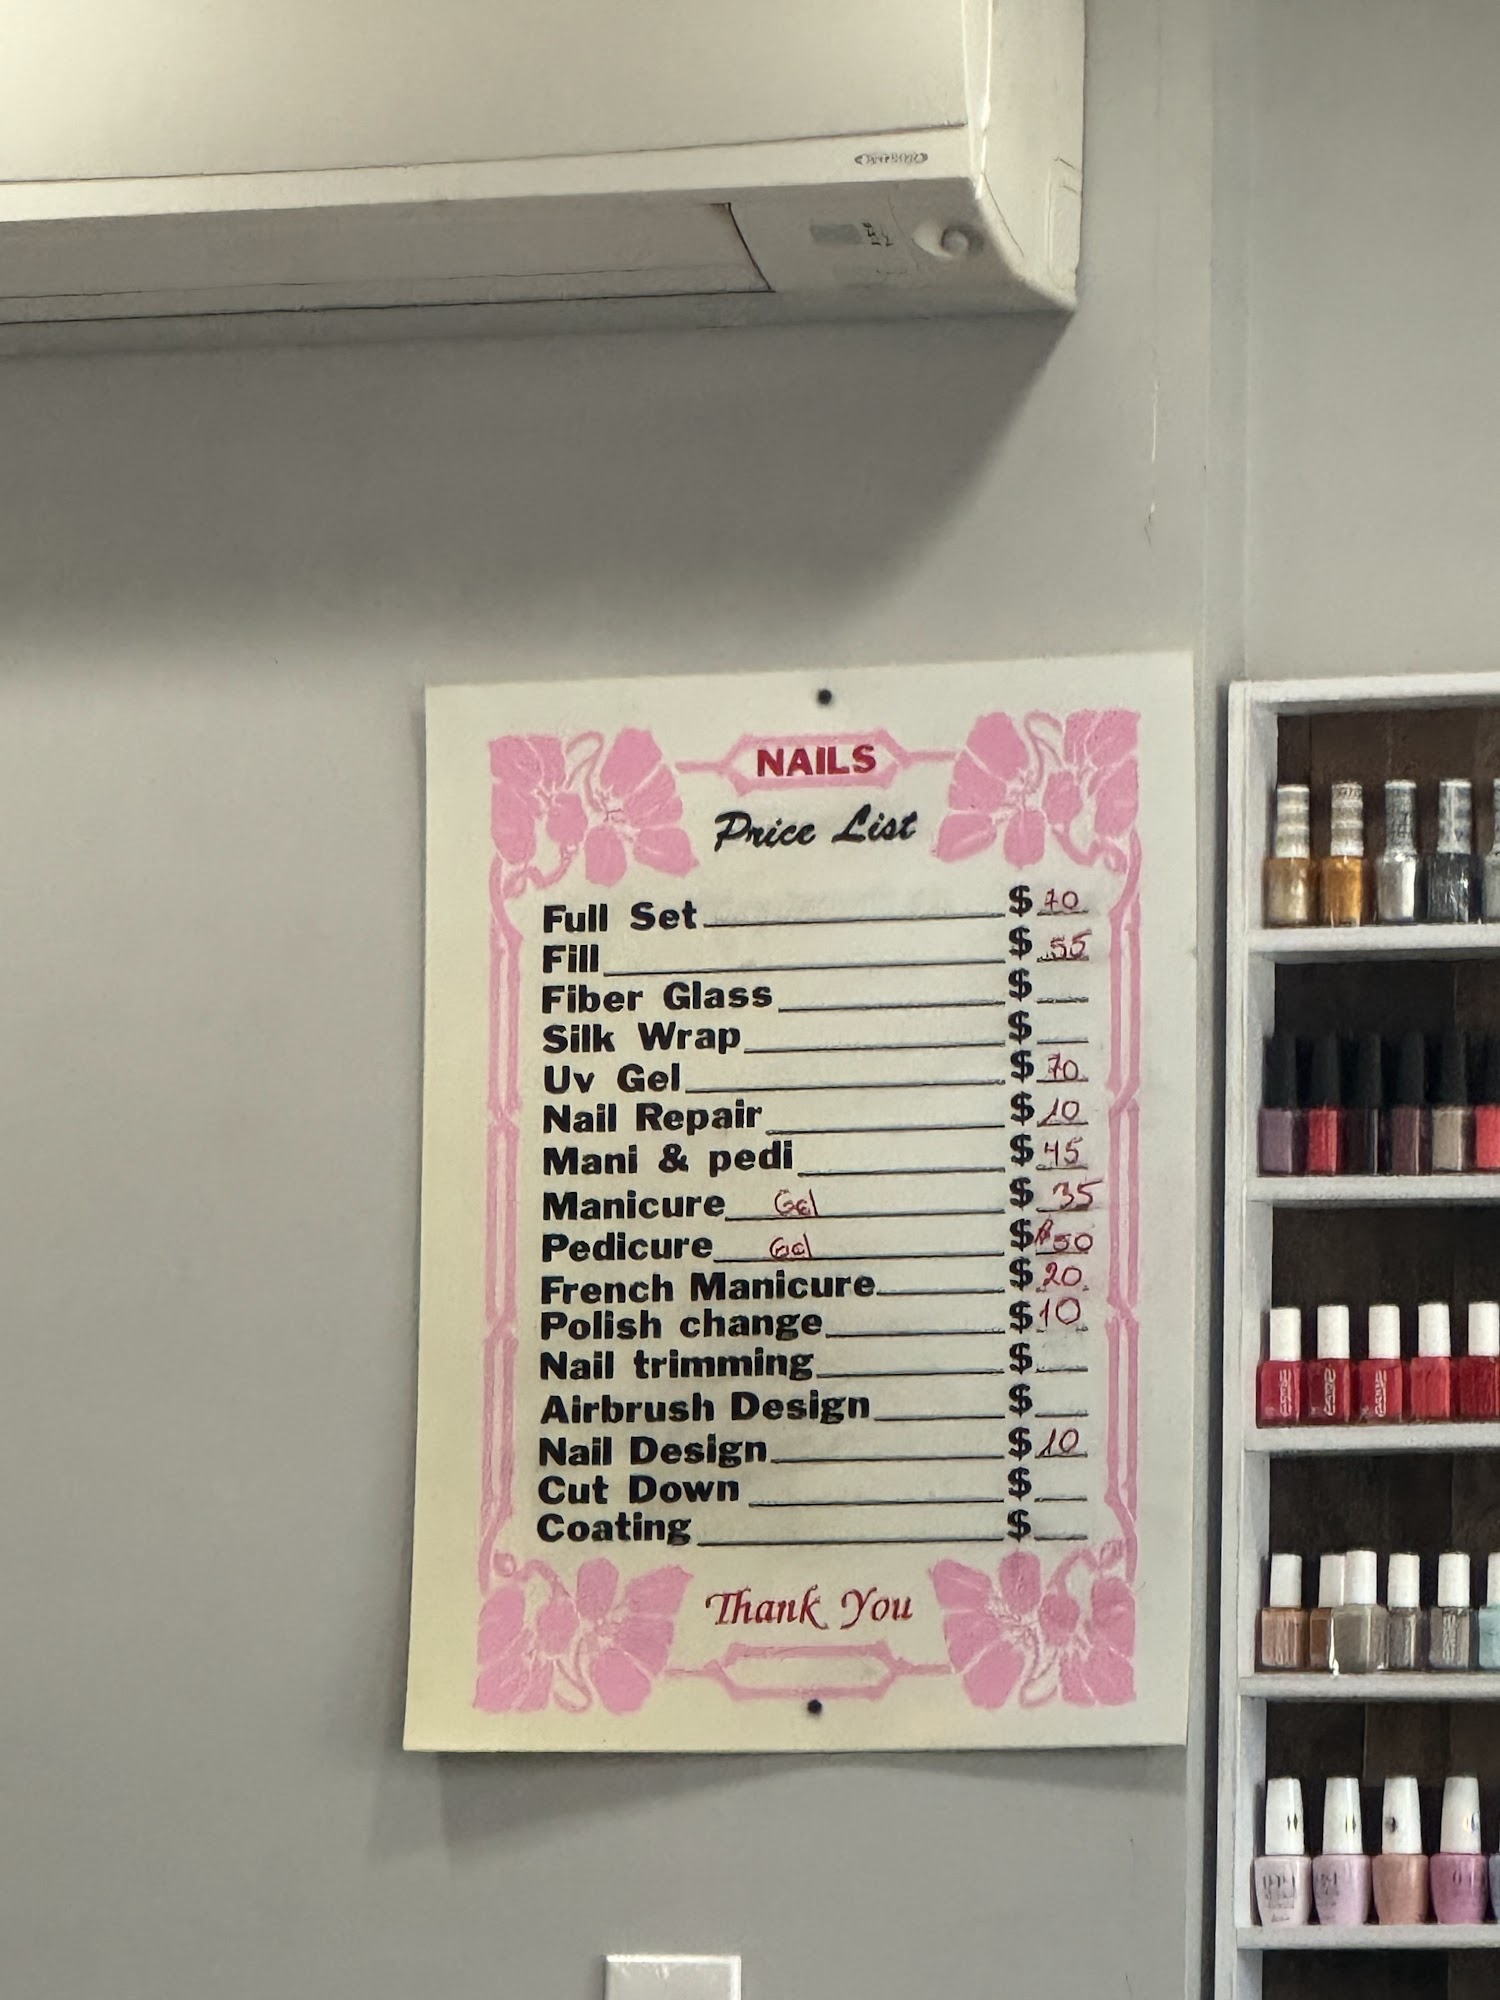 NAILS
Price List
Full Set $ 70
Fill $ 55
Fiber Glass $
Silk Wrap $
Uv Gel $ 70
Nail Repair $ 10
Mani & pedi $ 45
Manicure Gel $ 35
Pedicure Gel $ $50
French Manicure $ 20
Polish change $ 10
Nail trimming $
Airbrush Design $
Nail Design $ 10
Cut Down $
Coating $
Thank You